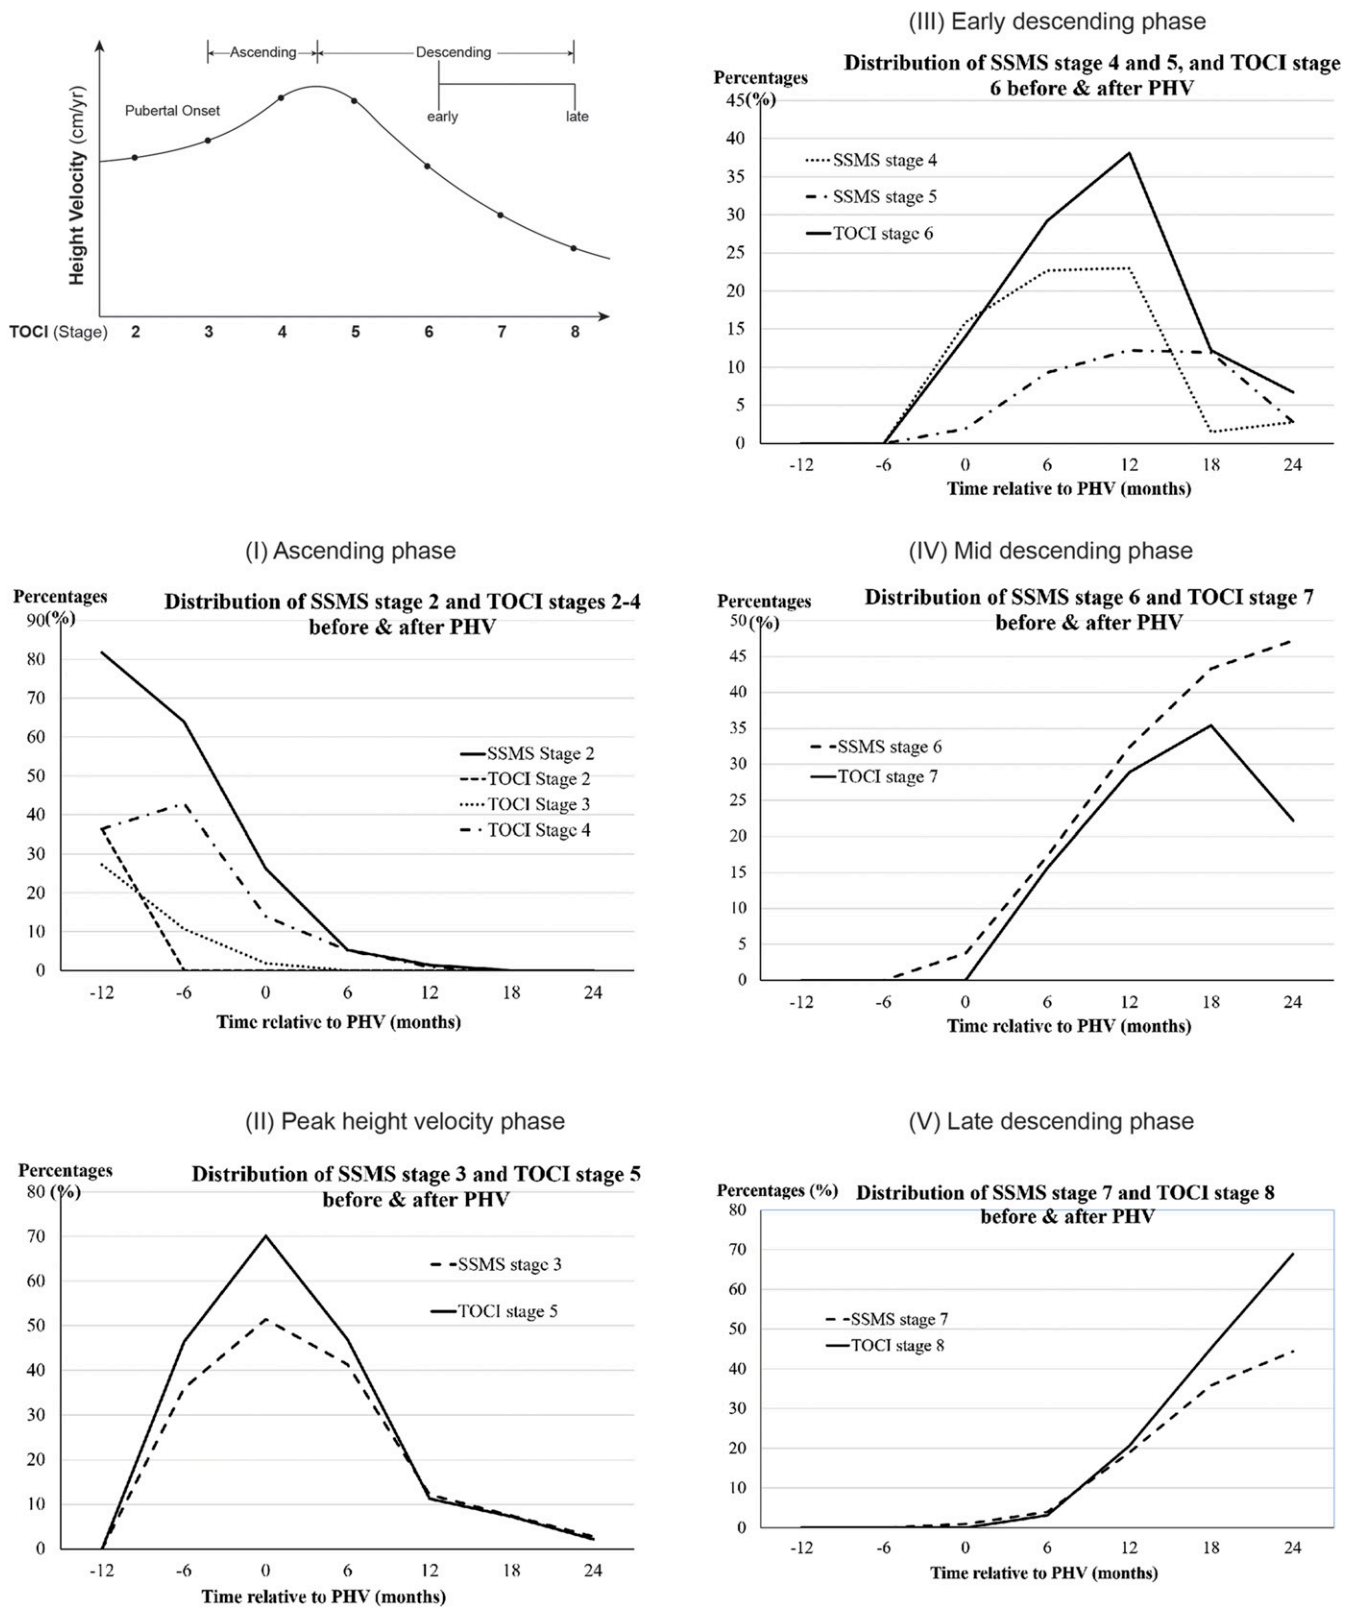 Ascending
Descending
Pubertal Onset
early
late
Height Velocity (cm/yr)
TOCI (Stage) 2 3 4 5 6 7 8
(III) Early descending phase
Percentages
(%)
Distribution of SSMS stage 4 and 5, and TOCI stage
6 before & after PHV
45
40
35
30
25
20
15
10
5
0
SSMS stage 4
SSMS stage 5
TOCI stage 6
-12 -6 0 6 12 18 24
Time relative to PHV (months)
(I) Ascending phase
Percentages
(%)
Distribution of SSMS stage 2 and TOCI stages 2-4
before & after PHV
90
80
70
60
50
40
30
20
10
0
SSMS Stage 2
TOCI Stage 2
TOCI Stage 3
TOCI Stage 4
-12 -6 0 6 12 18 24
Time relative to PHV (months)
(IV) Mid descending phase
Percentages
(%)
Distribution of SSMS stage 6 and TOCI stage 7
before & after PHV
50
45
40
35
30
25
20
15
10
5
0
SSMS stage 6
TOCI stage 7
-12 -6 0 6 12 18 24
Time relative to PHV (months)
(II) Peak height velocity phase
Percentages
(%)
Distribution of SSMS stage 3 and TOCI stage 5
before & after PHV
80
70
60
50
40
30
20
10
0
SSMS stage 3
TOCI stage 5
-12 -6 0 6 12 18 24
Time relative to PHV (months)
(V) Late descending phase
Percentages (%)
Distribution of SSMS stage 7 and TOCI stage 8
before & after PHV
80
70
60
50
40
30
20
10
0
SSMS stage 7
TOCI stage 8
-12 -6 0 6 12 18 24
Time relative to PHV (months)